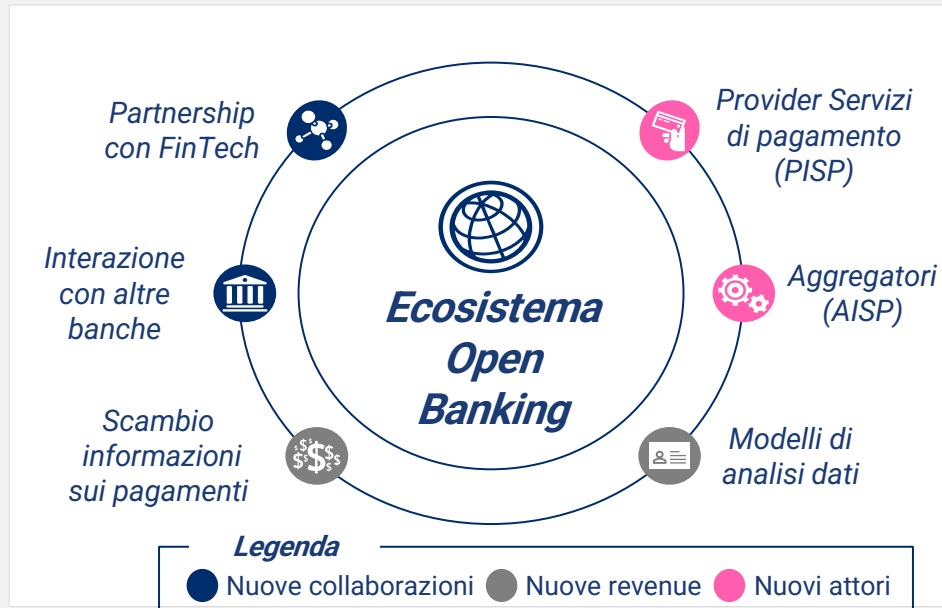 Partnership
con FinTech
Provider Servizi
di pagamento
(PISP)
Interazione
con altre
banche
Ecosistema
Open
Banking
Aggregatori
(AISP)
Scambio
informazioni
sui pagamenti
Modelli di
analisi dati
Legenda
Nuove collaborazioni Nuove revenue Nuovi attori